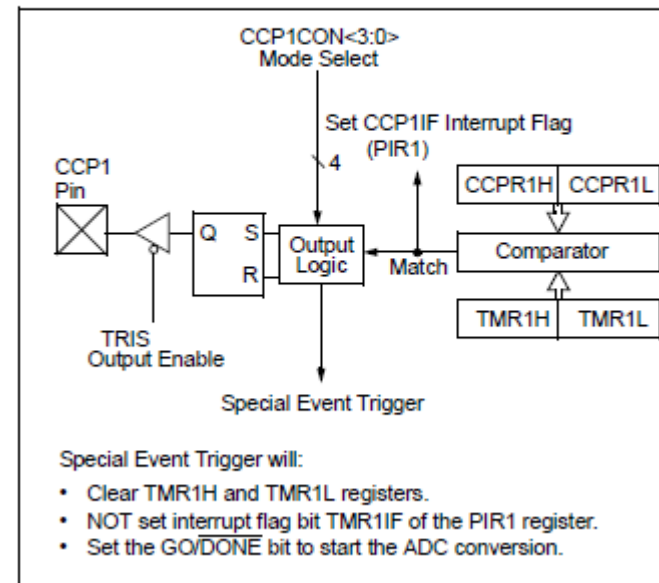 CCP1CON<3:0>
Mode Select
Set CCP1IF Interrupt Flag
(PIR1)
4
CCP1
Pin
CCPR1H CCPR1L
Q S
R
Output
Logic
Match
Comparator
TMR1H TMR1L
TRIS
Output Enable
Special Event Trigger
Special Event Trigger will:
• Clear TMR1H and TMR1L registers.
• NOT set interrupt flag bit TMR1IF of the PIR1 register.
• Set the GO/DONE bit to start the ADC conversion.